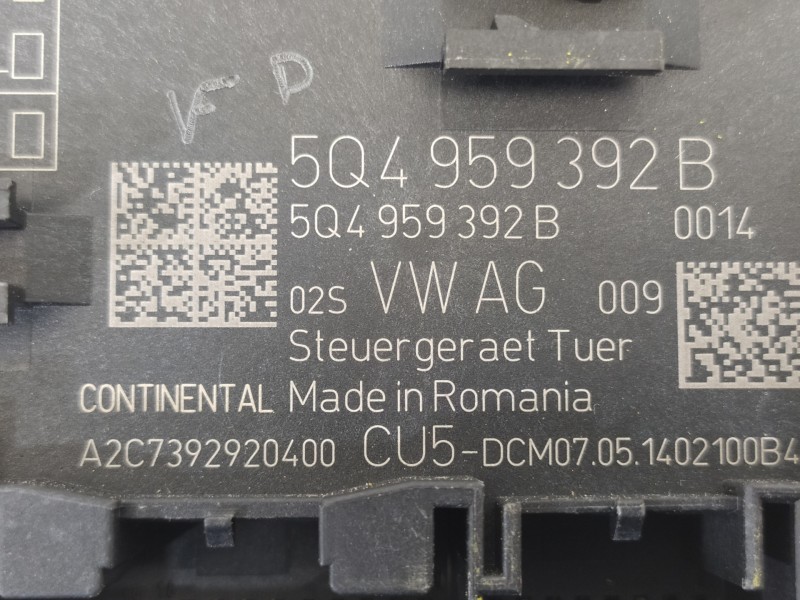 VF D
5Q4 959 392 B
5Q4 959 392 B 0014
02S VW AG 009
Steuergeraet Tuer
CONTINENTAL Made in Romania
A2C7392920400 CU5-DCM07.05.1402100B4